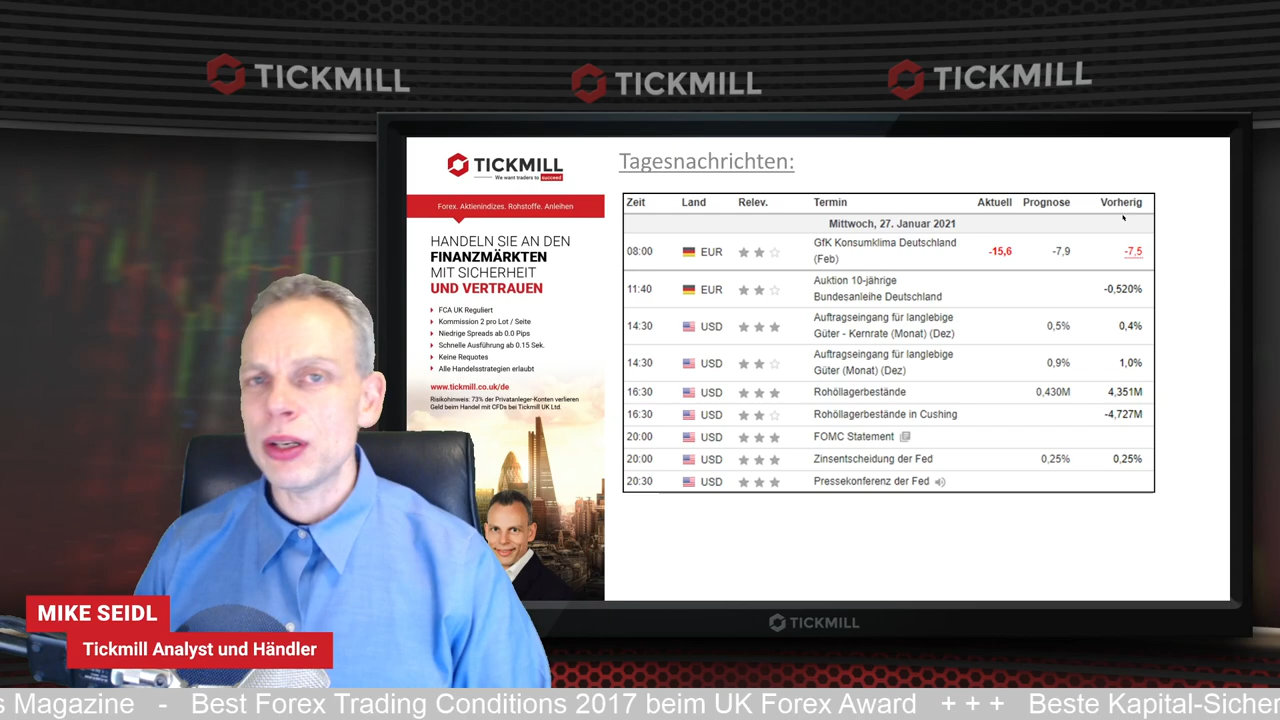 TICKMILL
TICKMILL
TICKMILL
TICKMILL
We want traders to succeed
Forex. Aktienindizes. Rohstoffe. Anleihen
HANDELN SIE AN DEN
FINANZMÄRKTEN
MIT SICHERHEIT
UND VERTRAUEN
FCA UK Reguliert
Kommission 2 pro Lot / Seite
Niedrige Spreads ab 0.0 Pips
Schnelle Ausführung ab 0.15 Sek.
Keine Requotes
Alle Handelsstrategien erlaubt
www.tickmill.co.uk/de
Risikohinweis: 73% der Privatanleger-Konten verlieren
Geld beim Handel mit CFDs bei Tickmill UK Ltd.
Tagesnachrichten:
Zeit Land Relev. Termin Aktuell Prognose Vorherig
Mittwoch, 27. Januar 2021
08:00 EUR GfK Konsumklima Deutschland (Feb) -15,6 -7,9 -7,5
11:40 EUR Auktion 10-jährige Bundesanleihe Deutschland -0,520%
14:30 USD Auftragseingang für langlebige Güter - Kernrate (Monat) (Dez) 0,5% 0,4%
14:30 USD Auftragseingang für langlebige Güter (Monat) (Dez) 0,9% 1,0%
16:30 USD Rohöllagerbestände 0,430M 4,351M
16:30 USD Rohöllagerbestände in Cushing -4,727M
20:00 USD FOMC Statement
20:00 USD Zinsentscheidung der Fed 0,25% 0,25%
20:30 USD Pressekonferenz der Fed
TICKMILL
MIKE SEIDL
Tickmill Analyst und Händler
s Magazine - Best Forex Trading Conditions 2017 beim UK Forex Award + + + Beste Kapital-Sicher